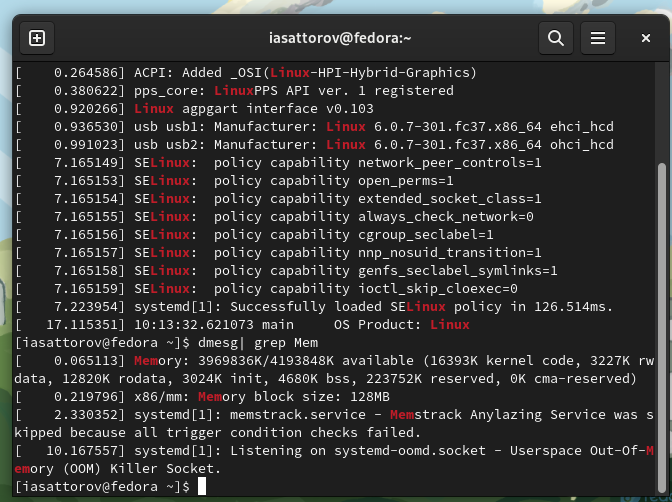 iasattorov@fedora:~
[    0.264586] ACPI: Added _OSI(Linux-HPI-Hybrid-Graphics)
[    0.380622] pps_core: LinuxPPS API ver. 1 registered
[    0.920266] Linux agpgart interface v0.103
[    0.936530] usb usb1: Manufacturer: Linux 6.0.7-301.fc37.x86_64 ehci_hcd
[    0.991023] usb usb2: Manufacturer: Linux 6.0.7-301.fc37.x86_64 ohci_hcd
[    7.165149] SELinux:  policy capability network_peer_controls=1
[    7.165153] SELinux:  policy capability open_perms=1
[    7.165154] SELinux:  policy capability extended_socket_class=1
[    7.165155] SELinux:  policy capability always_check_network=0
[    7.165156] SELinux:  policy capability cgroup_seclabel=1
[    7.165157] SELinux:  policy capability nnp_nosuid_transition=1
[    7.165158] SELinux:  policy capability genfs_seclabel_symlinks=1
[    7.165159] SELinux:  policy capability ioctl_skip_cloexec=0
[    7.223954] systemd[1]: Successfully loaded SELinux policy in 126.514ms.
[   17.115351] 10:13:32.621073 main     OS Product: Linux
[iasattorov@fedora ~]$ dmesg| grep Mem
[    0.065113] Memory: 3969836K/4193848K available (16393K kernel code, 3227K rw
data, 12820K rodata, 3024K init, 4680K bss, 223752K reserved, 0K cma-reserved)
[    0.219796] x86/mm: Memory block size: 128MB
[    2.330352] systemd[1]: memstrack.service - Memstrack Anylazing Service was s
kipped because all trigger condition checks failed.
[   10.167557] systemd[1]: Listening on systemd-oomd.socket - Userspace Out-Of-M
emory (OOM) Killer Socket.
[iasattorov@fedora ~]$